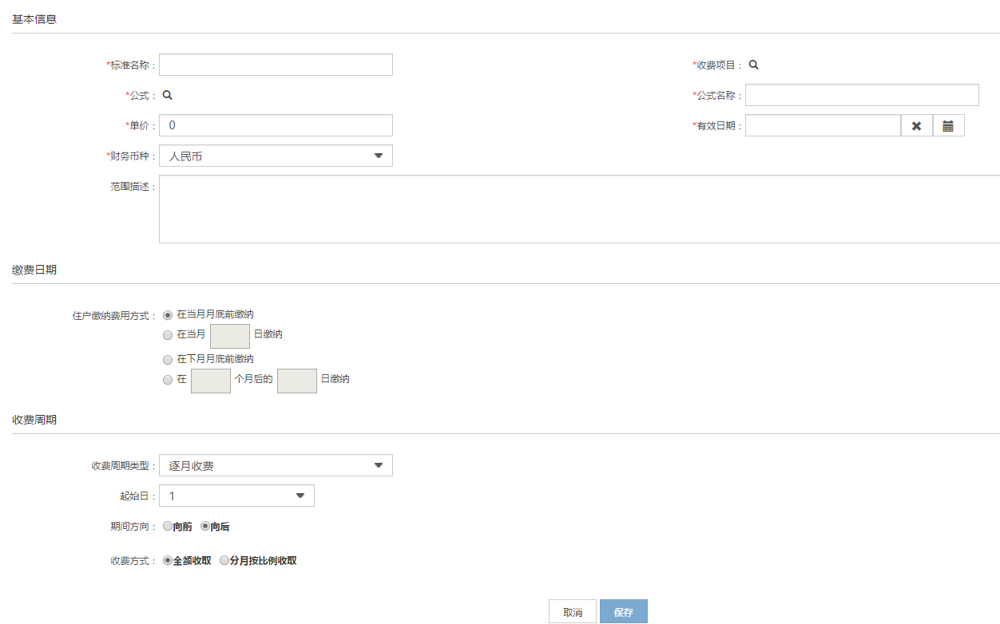 基本信息
*标准名称： *收费项目：
*公式： *公式名称：
*单价： 0 *有效日期：
*财务币种： 人民币
范围描述：
缴费日期
住户缴纳费用方式： 在当月月底前缴纳
在当月 日缴纳
在下月月底前缴纳
在 个月后的 日缴纳
收费周期
收费周期类型： 逐月收费
起始日： 1
期间方向： 向前 向后
收费方式： 全部收取 分月按比例收取
取消 保存